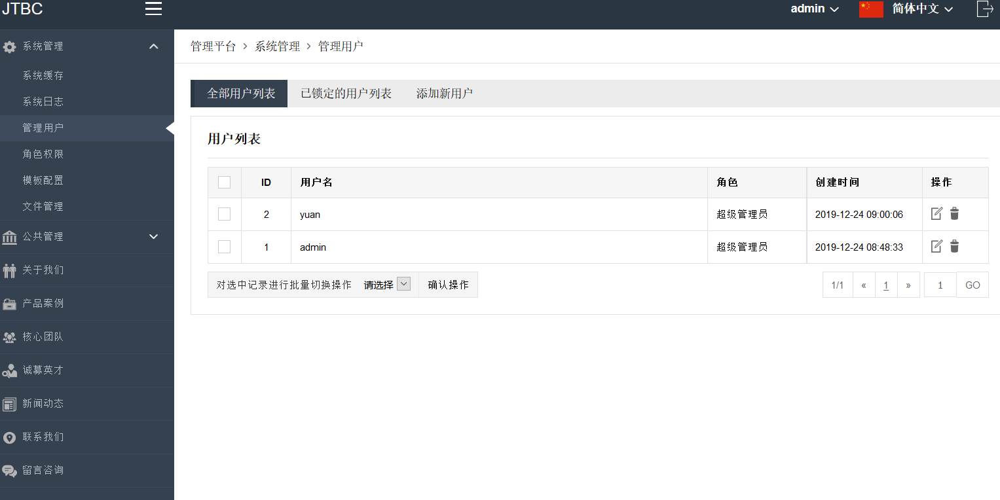 JTBC
admin
简体中文
系统管理
系统缓存
系统日志
管理用户
角色权限
模板配置
文件管理
公共管理
关于我们
产品案例
核心团队
诚募英才
新闻动态
联系我们
留言咨询
管理平台 > 系统管理 > 管理用户
全部用户列表 已锁定的用户列表 添加新用户
用户列表
ID 用户名 角色 创建时间 操作
2 yuan 超级管理员 2019-12-24 09:00:06
1 admin 超级管理员 2019-12-24 08:48:33
对选中记录进行批量切换操作 请选择 确认操作
1/1 « 1 » 1 GO